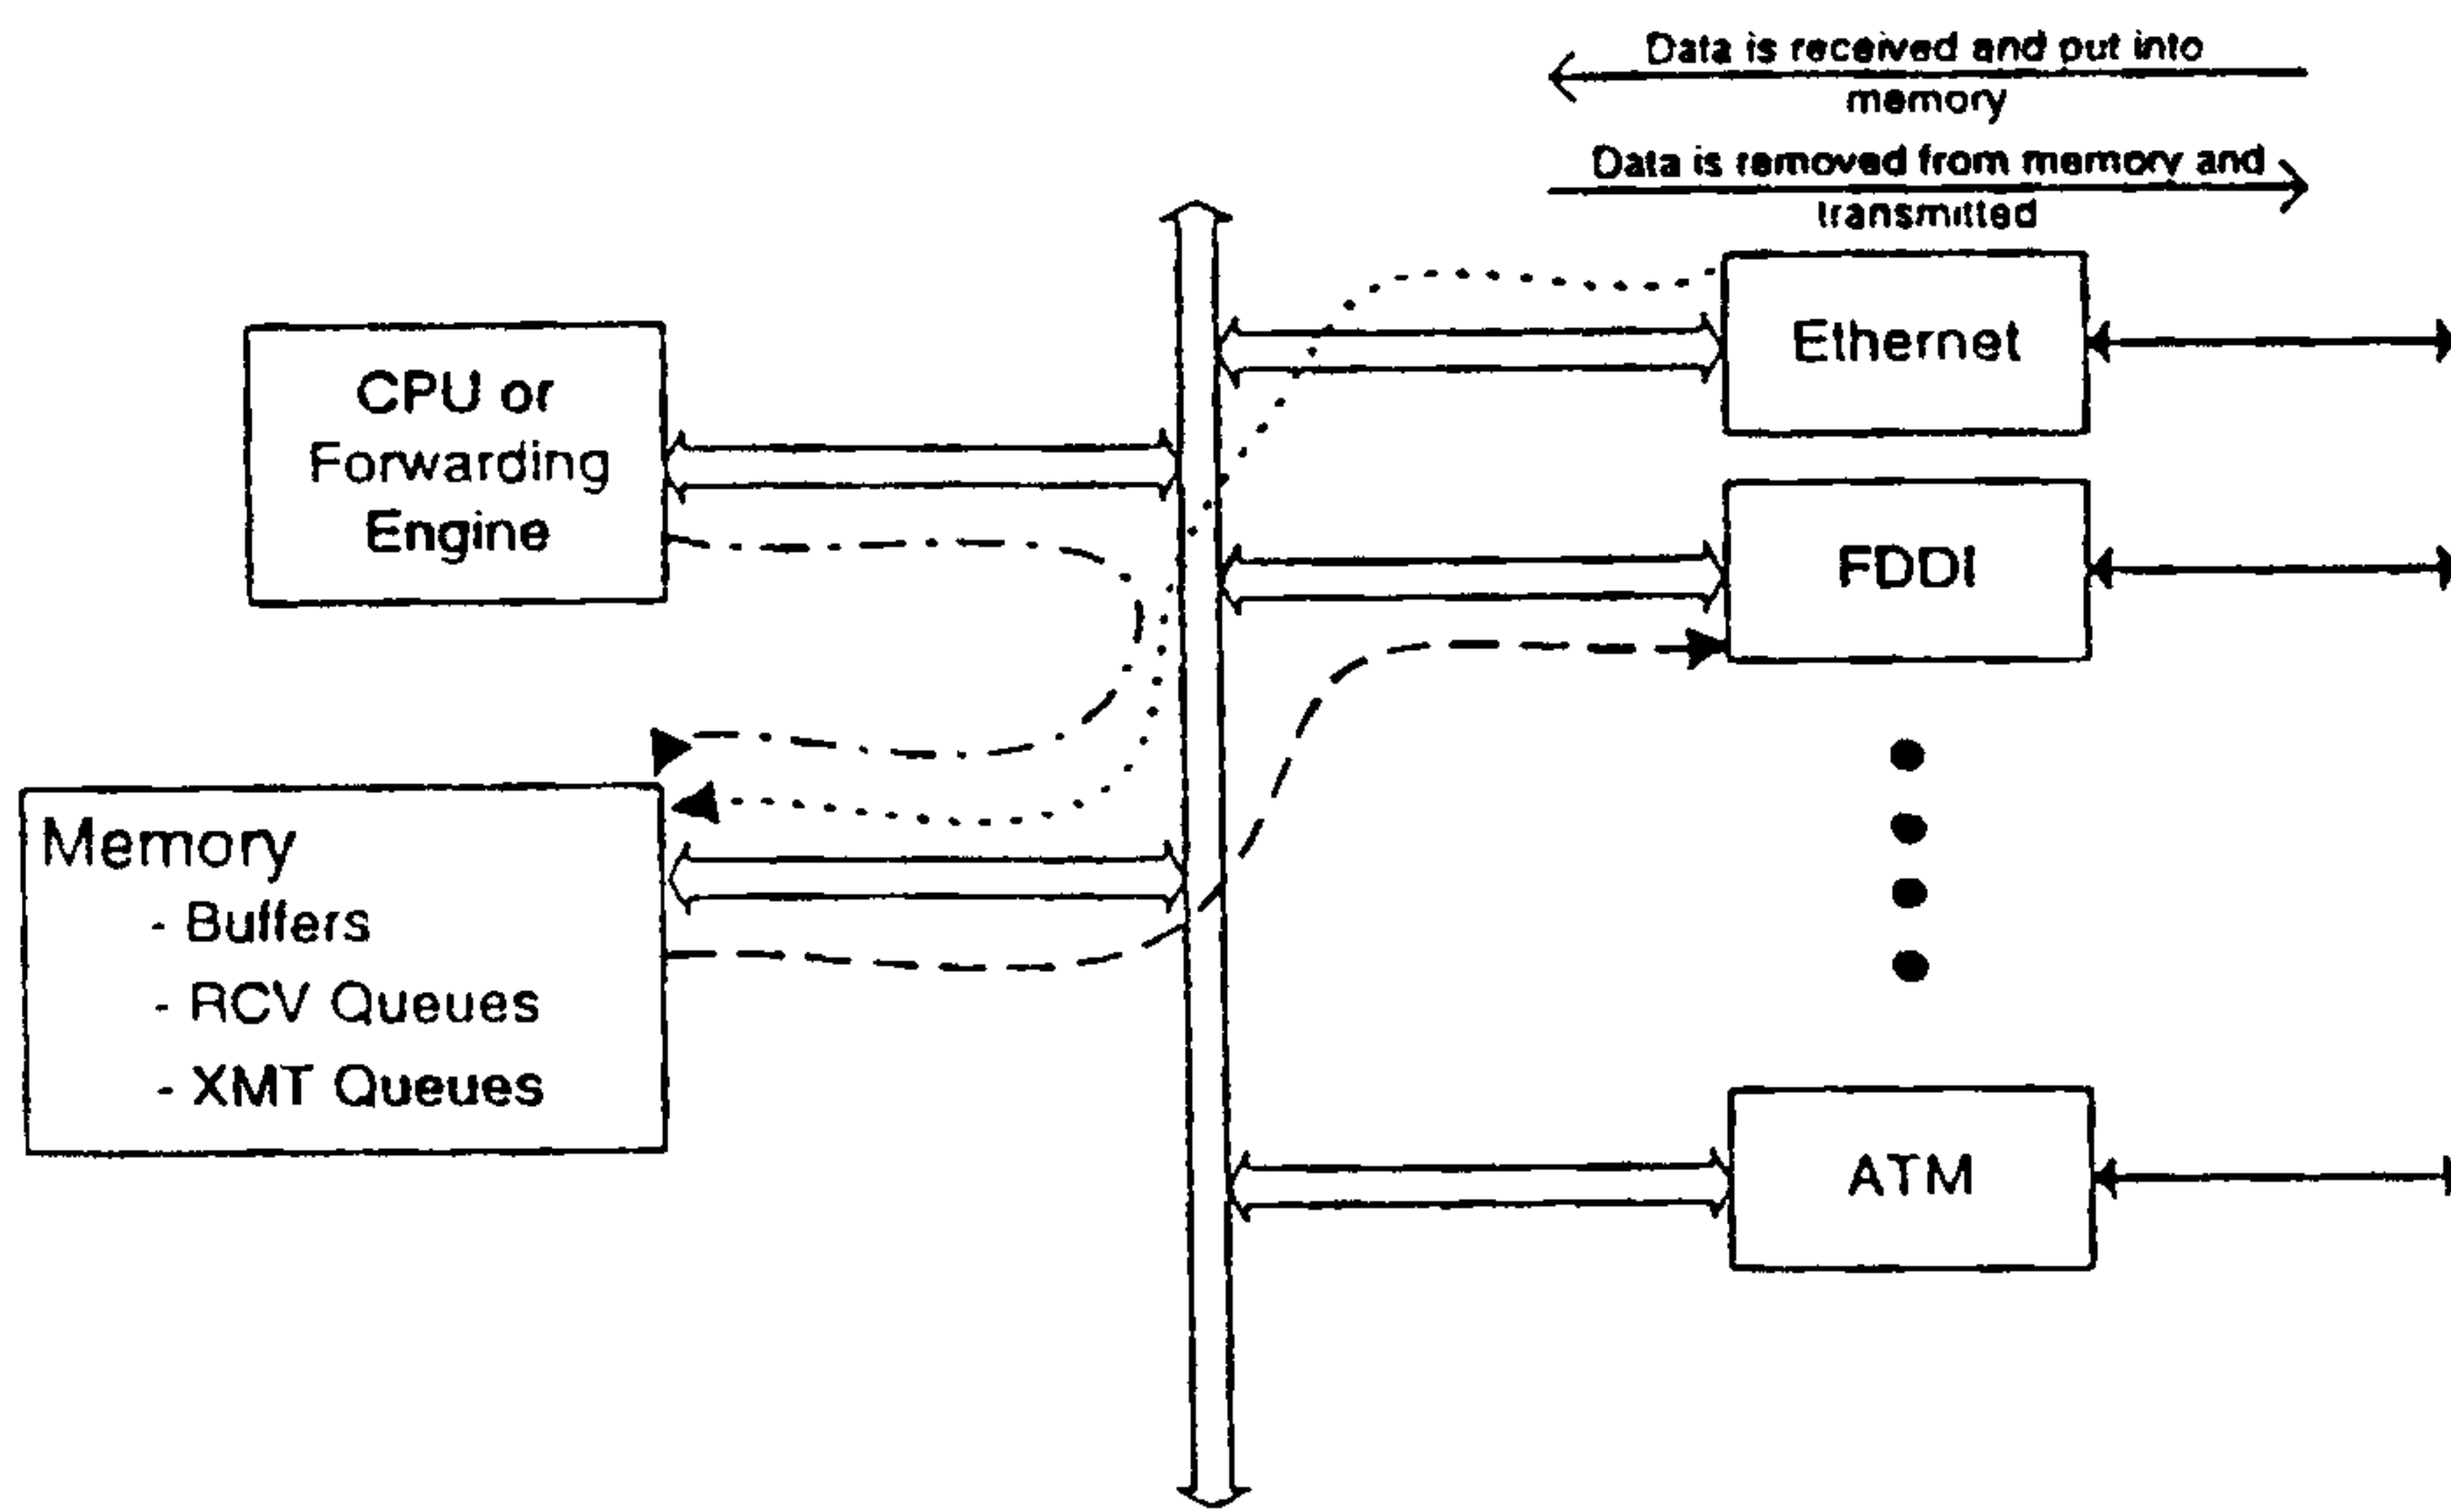 Data is received and put into
memory
Data is removed from memory and
transmitted
CPU or
Forwarding
Engine
Ethernet
FDDI
Memory
- Buffers
- RCV Queues
- XMT Queues
ATM